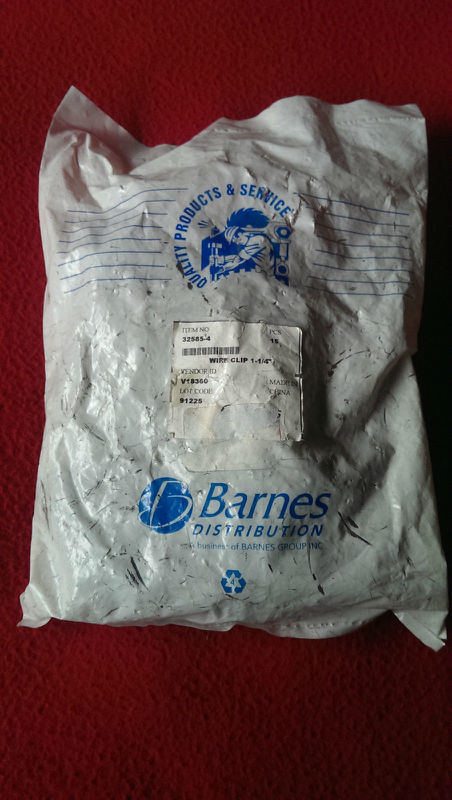 QUALITY PRODUCTS & SERVICE
ITEM NO PCS
32585-4 15
WIRE CLIP 1-1/4"
VENDOR ID
V18360 MADE IN
LOT CODE CHINA
91225
B Barnes
DISTRIBUTION
A business of BARNES GROUP INC
4